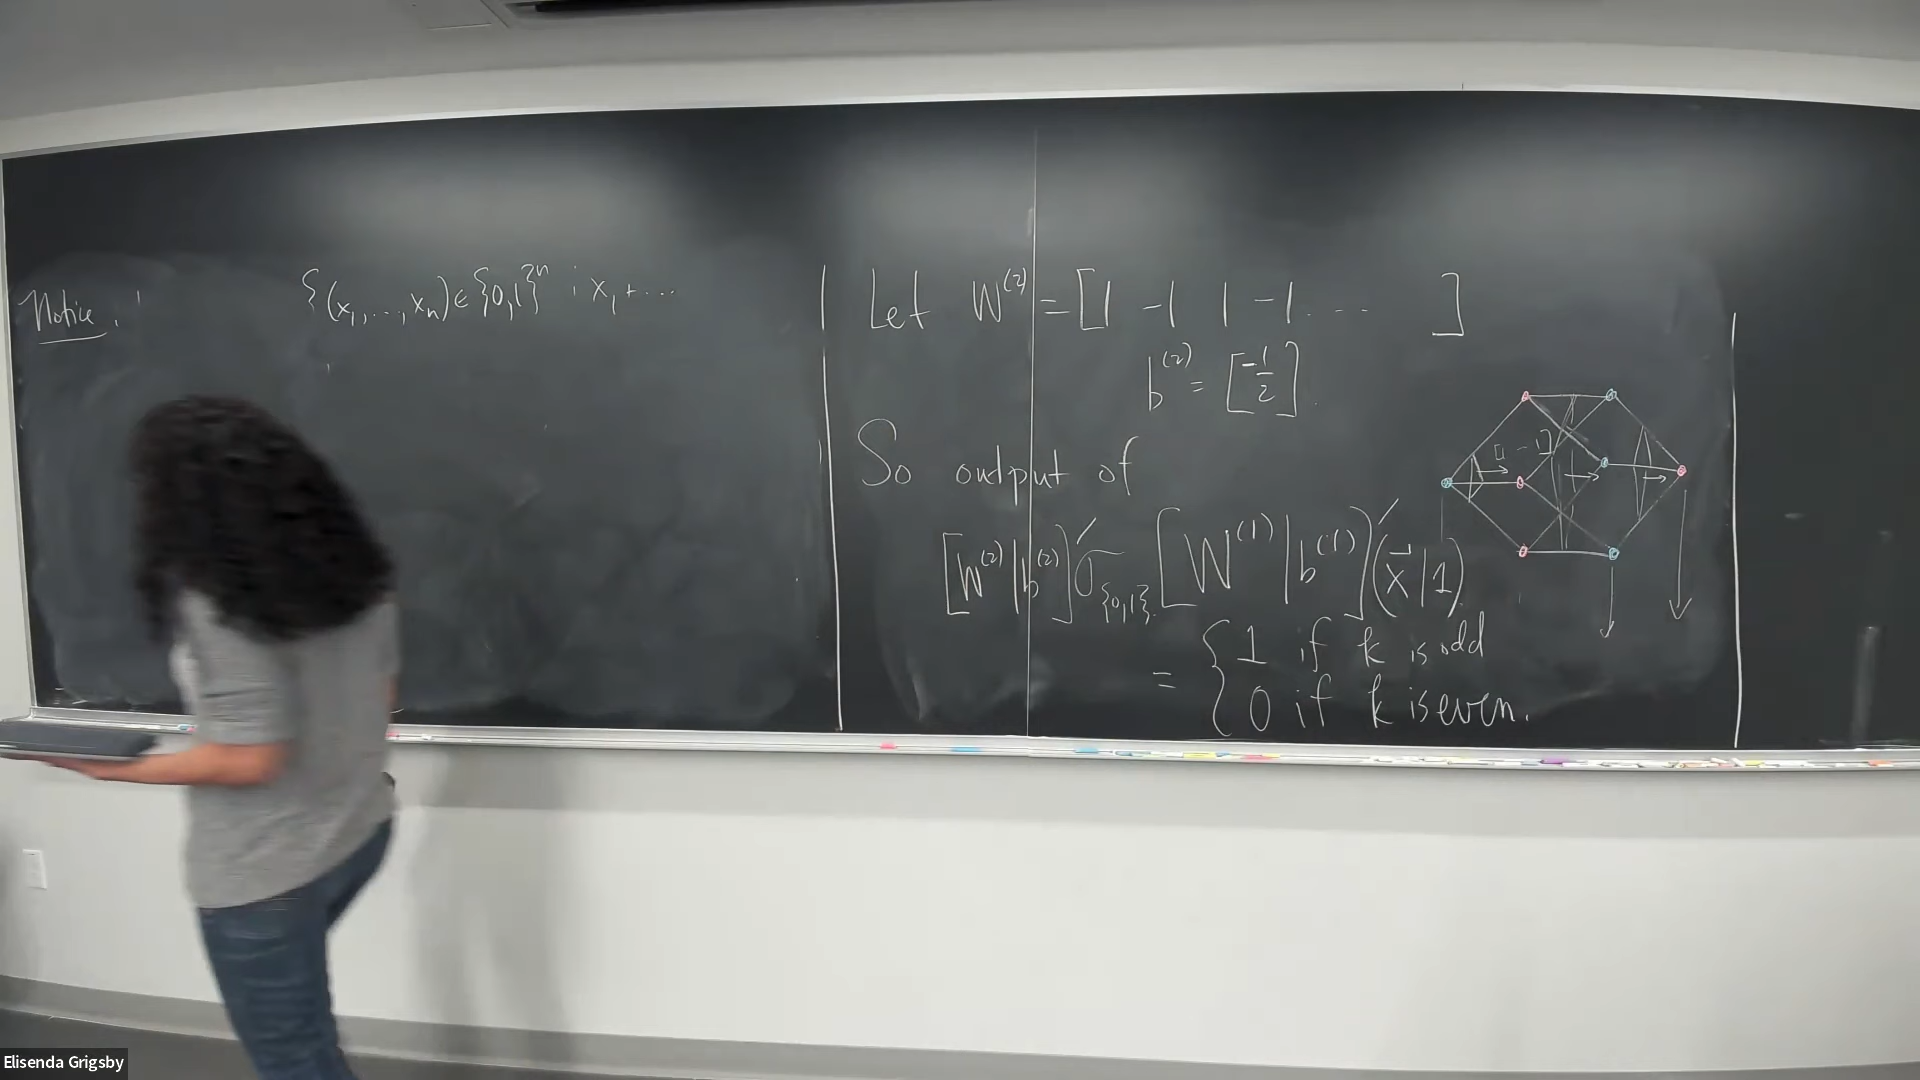 Notice.
{(x₁,...,xₙ) ∈ {0,1}ⁿ : x₁ + ...
Let W⁽²⁾ = [1 -1 1 -1 ... ]
b⁽²⁾ = [-1/2].
So output of
[W⁽²⁾ | b⁽²⁾] σ_{0,1} [W⁽¹⁾ | b⁽¹⁾] (x⃗ | 1)
= { 1 if k is odd
0 if k is even.
Elisenda Grigsby